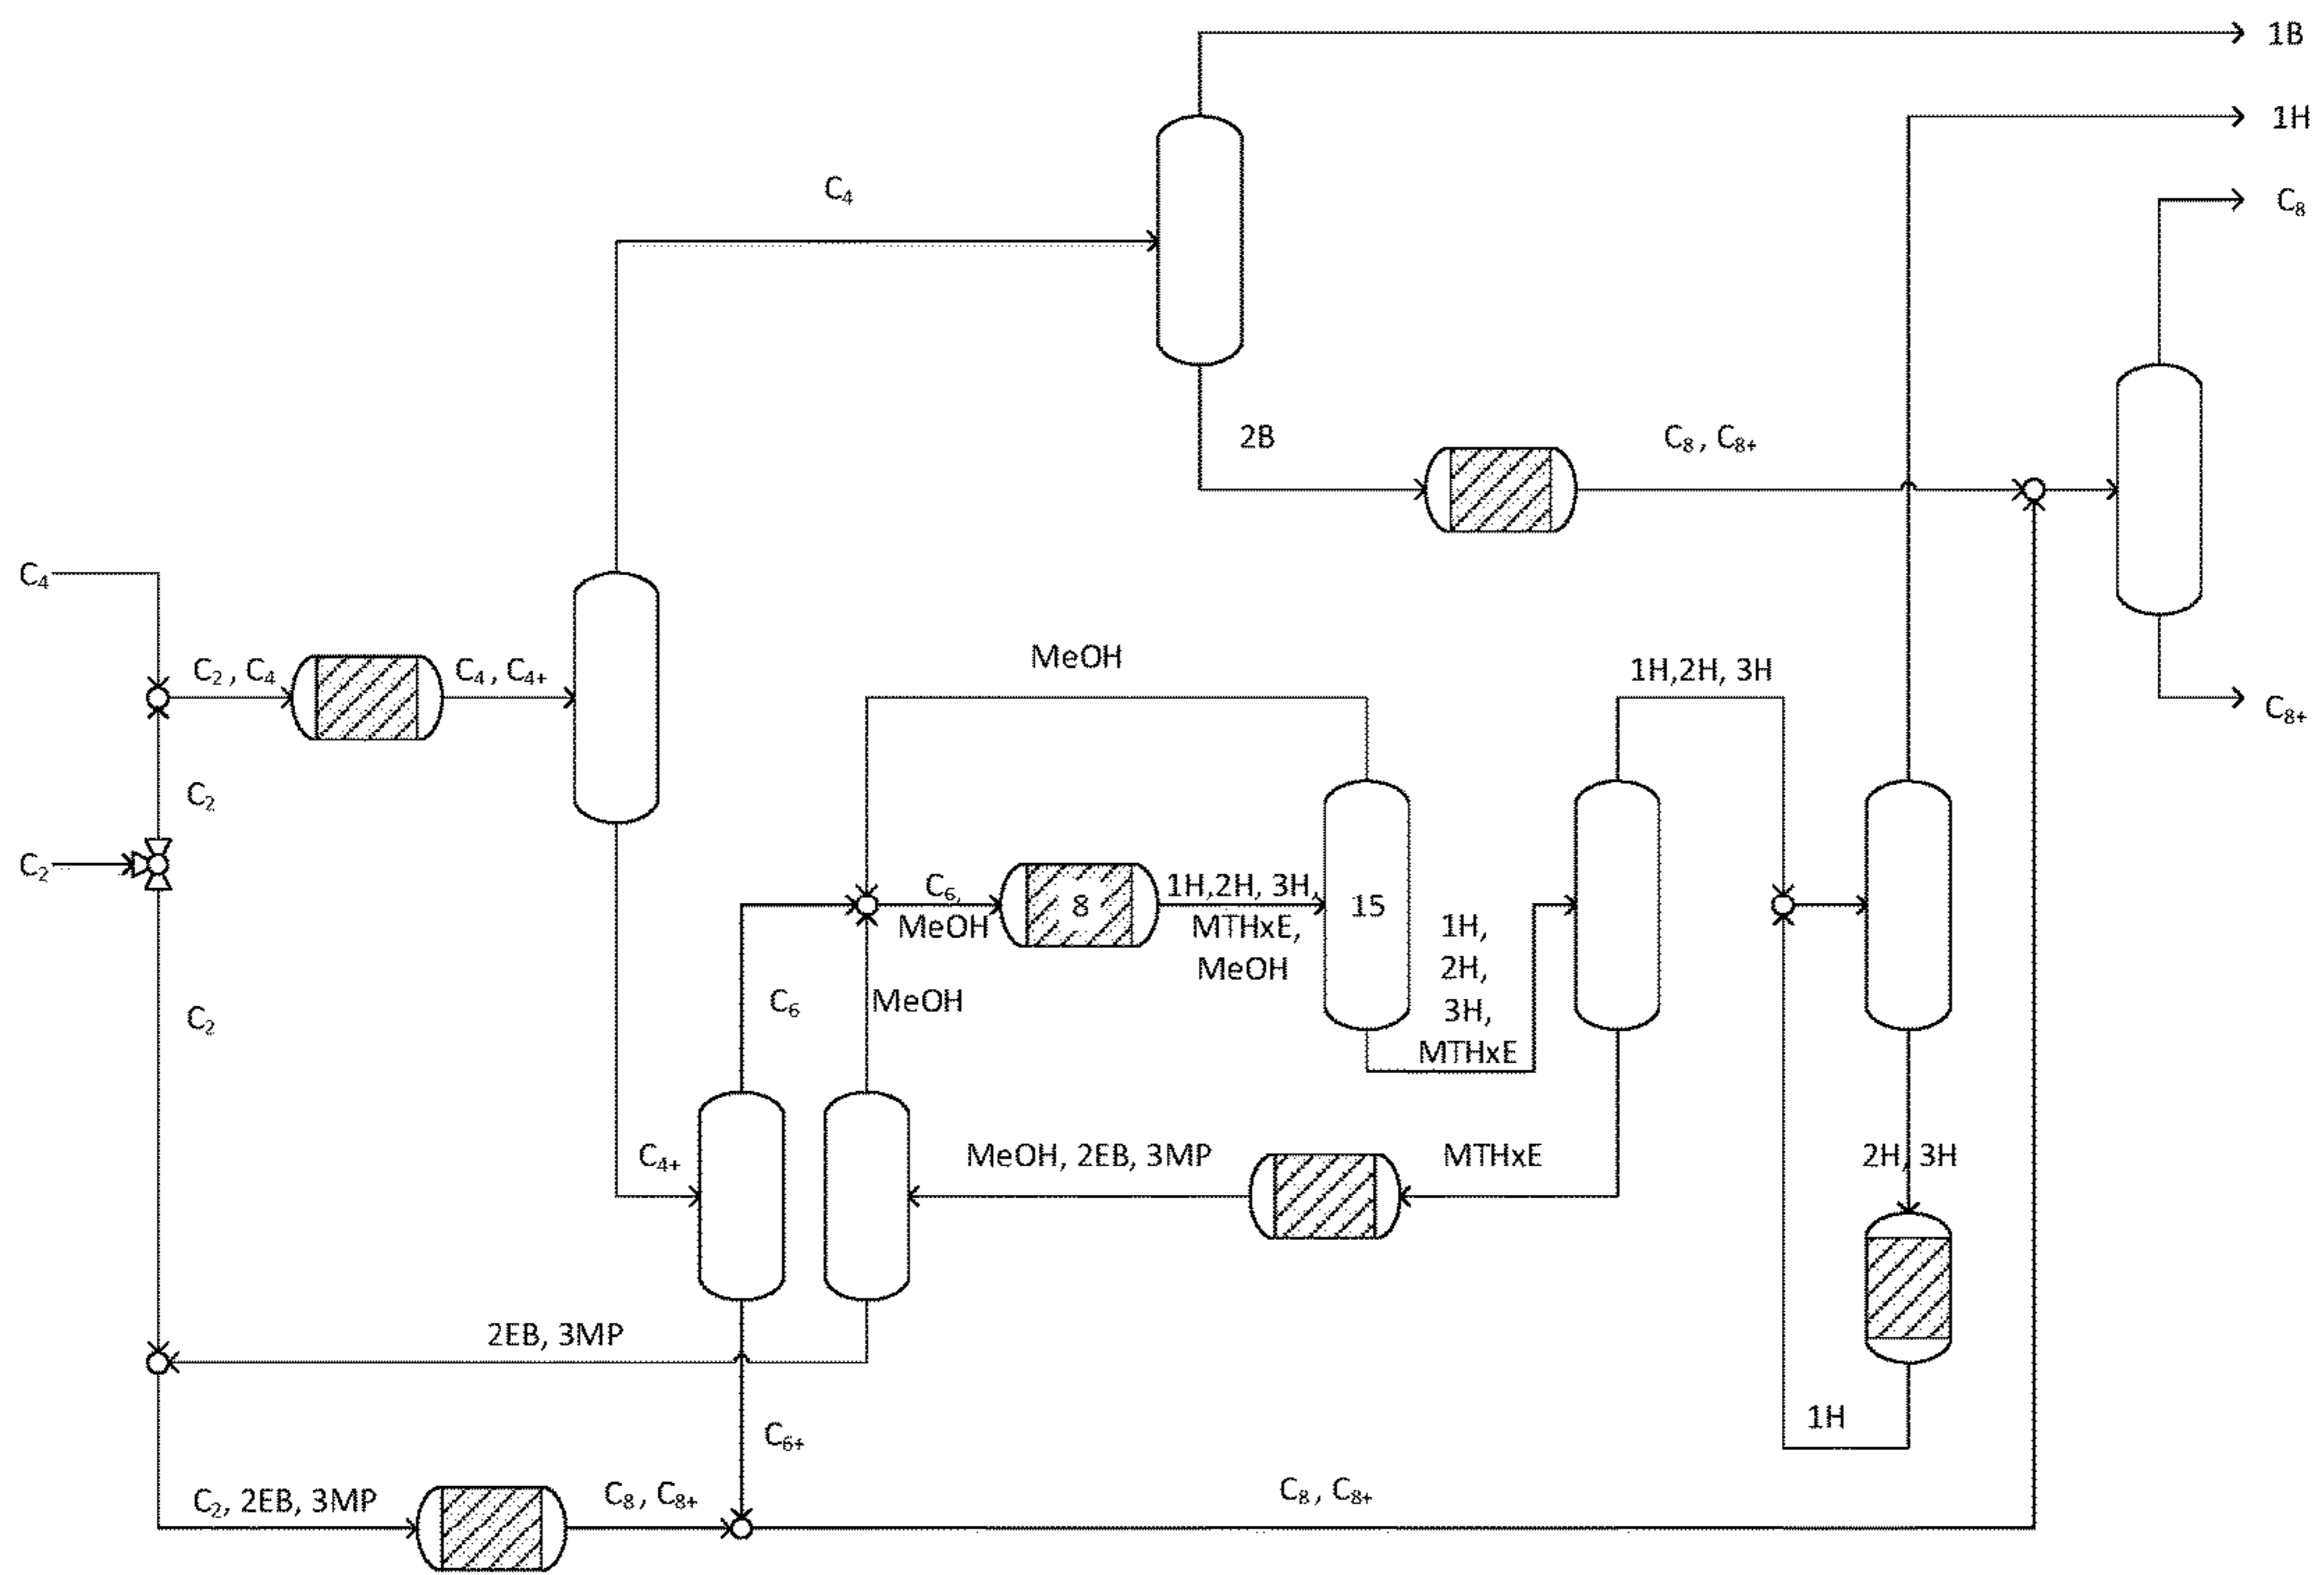 1B
1H
C₈
C₄
2B
C₈, C₈₊
C₄
C₂, C₄
C₄, C₄₊
MeOH
1H,2H, 3H
C₈₊
C₂
C₂
C₆,
MeOH
8
1H,2H, 3H,
MTHxE,
MeOH
15
1H,
2H,
3H,
MTHxE
C₂
C₆
MeOH
C₄₊
MeOH, 2EB, 3MP
MTHxE
2H, 3H
2EB, 3MP
C₆₊
1H
C₂, 2EB, 3MP
C₈, C₈₊
C₈, C₈₊